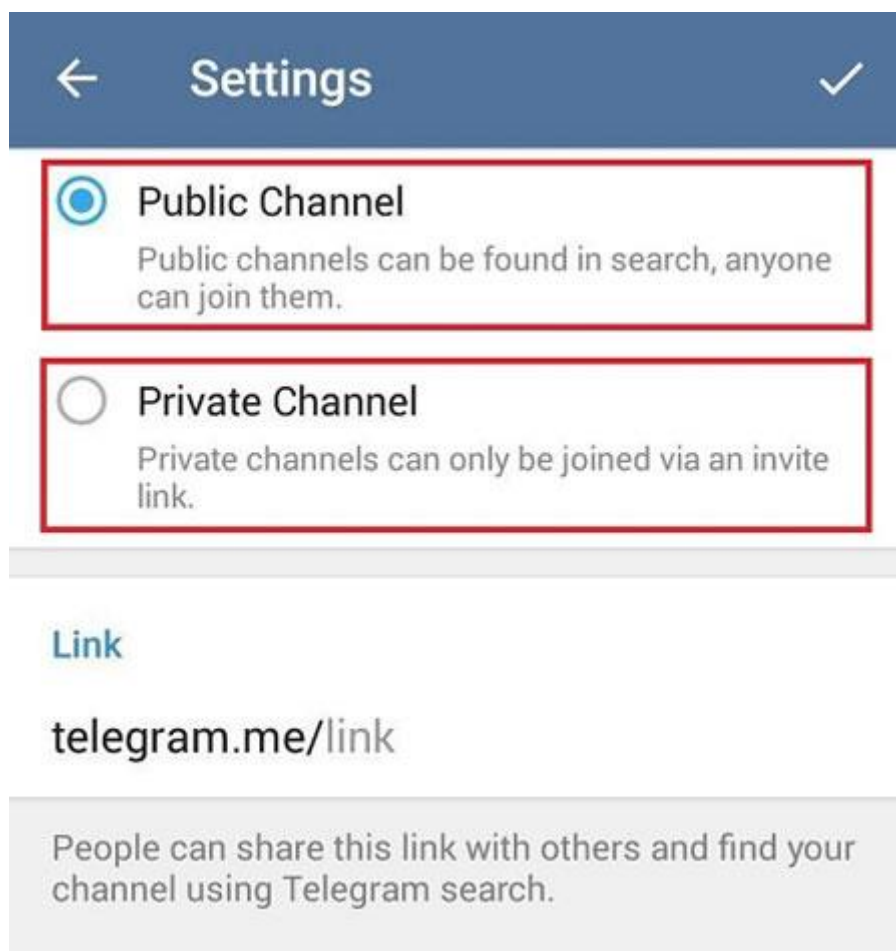 Settings
Public Channel
Public channels can be found in search, anyone
can join them.
Private Channel
Private channels can only be joined via an invite
link.
Link
telegram.me/link
People can share this link with others and find your
channel using Telegram search.